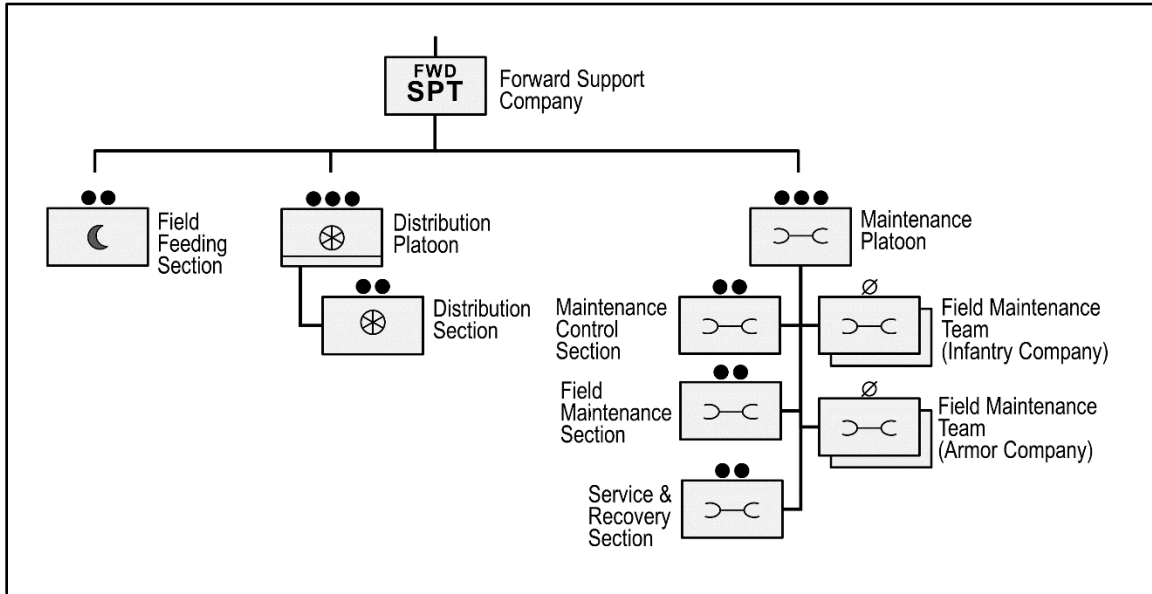 FWD
SPT
Forward Support
Company
Field
Feeding
Section
Distribution
Platoon
Distribution
Section
Maintenance
Platoon
Maintenance
Control
Section
Field Maintenance
Team
(Infantry Company)
Field
Maintenance
Section
Field Maintenance
Team
(Armor Company)
Service &
Recovery
Section